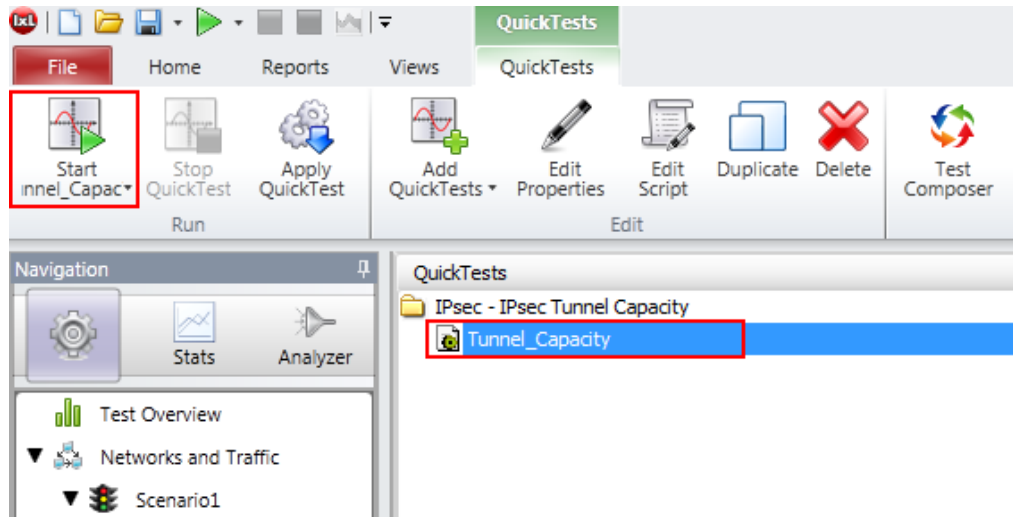 IxL
QuickTests
File Home Reports Views QuickTests
Start Stop Apply Add Edit Edit Duplicate Delete Test
nnel_Capac QuickTest QuickTest QuickTests Properties Script Composer
Run Edit
Navigation QuickTests
IPsec - IPsec Tunnel Capacity
Tunnel_Capacity
Stats Analyzer
Test Overview
Networks and Traffic
Scenario1